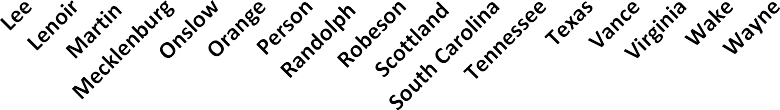 Lee
Lenoir
Martin
Mecklenburg
Onslow
Orange
Person
Randolph
Robeson
Scottland
South Carolina
Tennessee
Texas
Vance
Virginia
Wake
Wayne